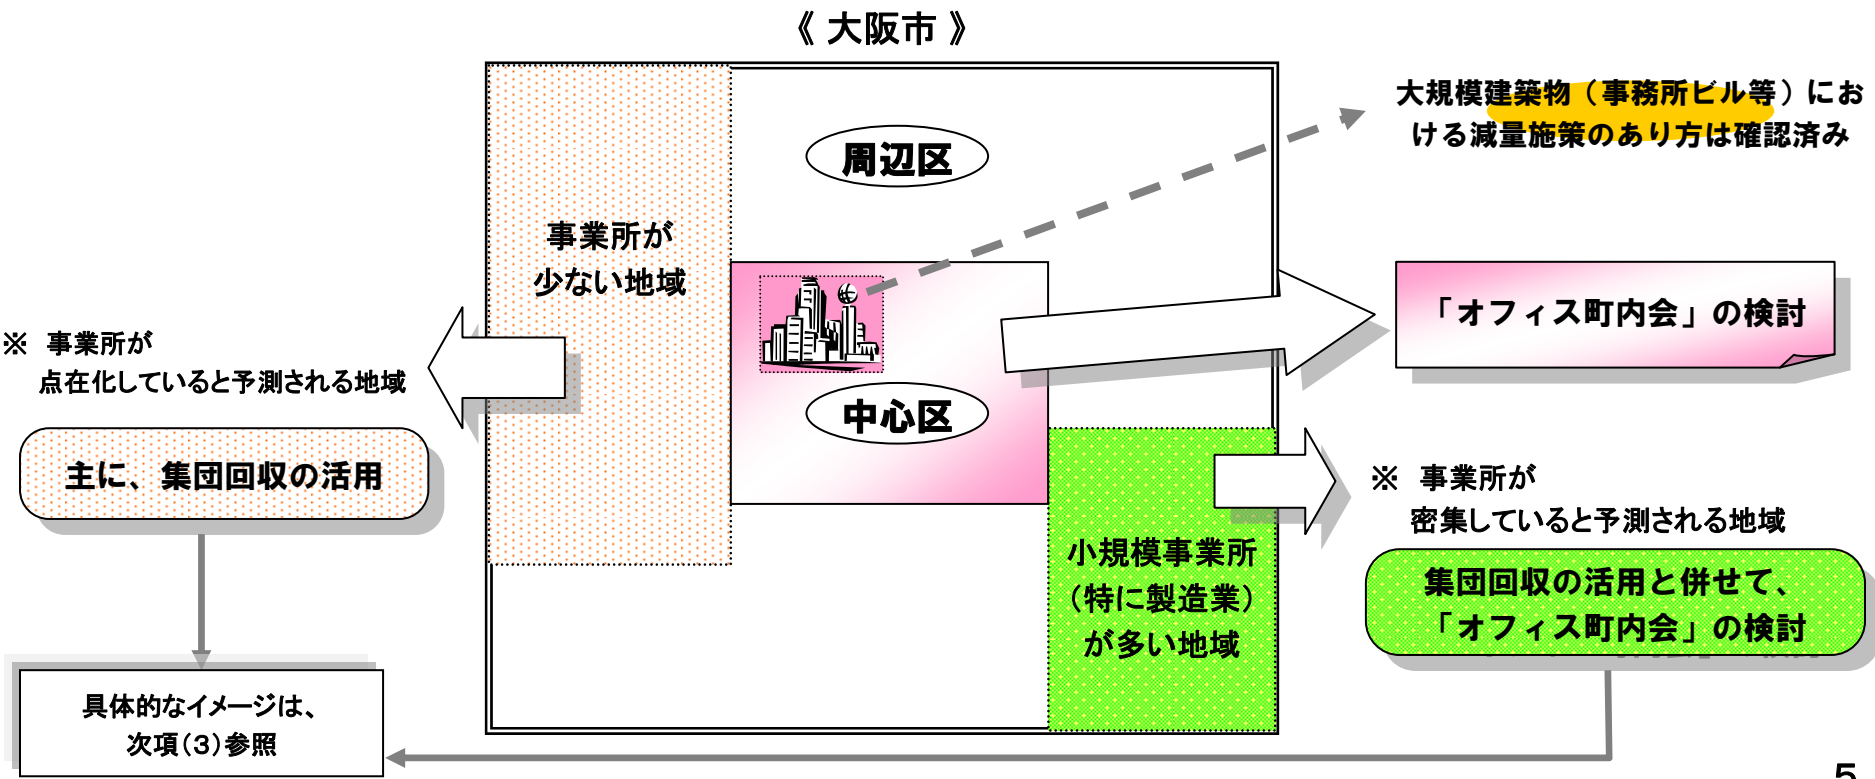 《 大阪市 》
大規模建築物（事務所ビル等）にお
ける減量施策のあり方は確認済み
周辺区
事業所が
少ない地域
「オフィス町内会」の検討
※ 事業所が
点在化していると予測される地域
中心区
主に、集団回収の活用
※ 事業所が
密集していると予測される地域
小規模事業所
（特に製造業）
が多い地域
集団回収の活用と併せて、
「オフィス町内会」の検討
具体的なイメージは、
次項（３）参照
5